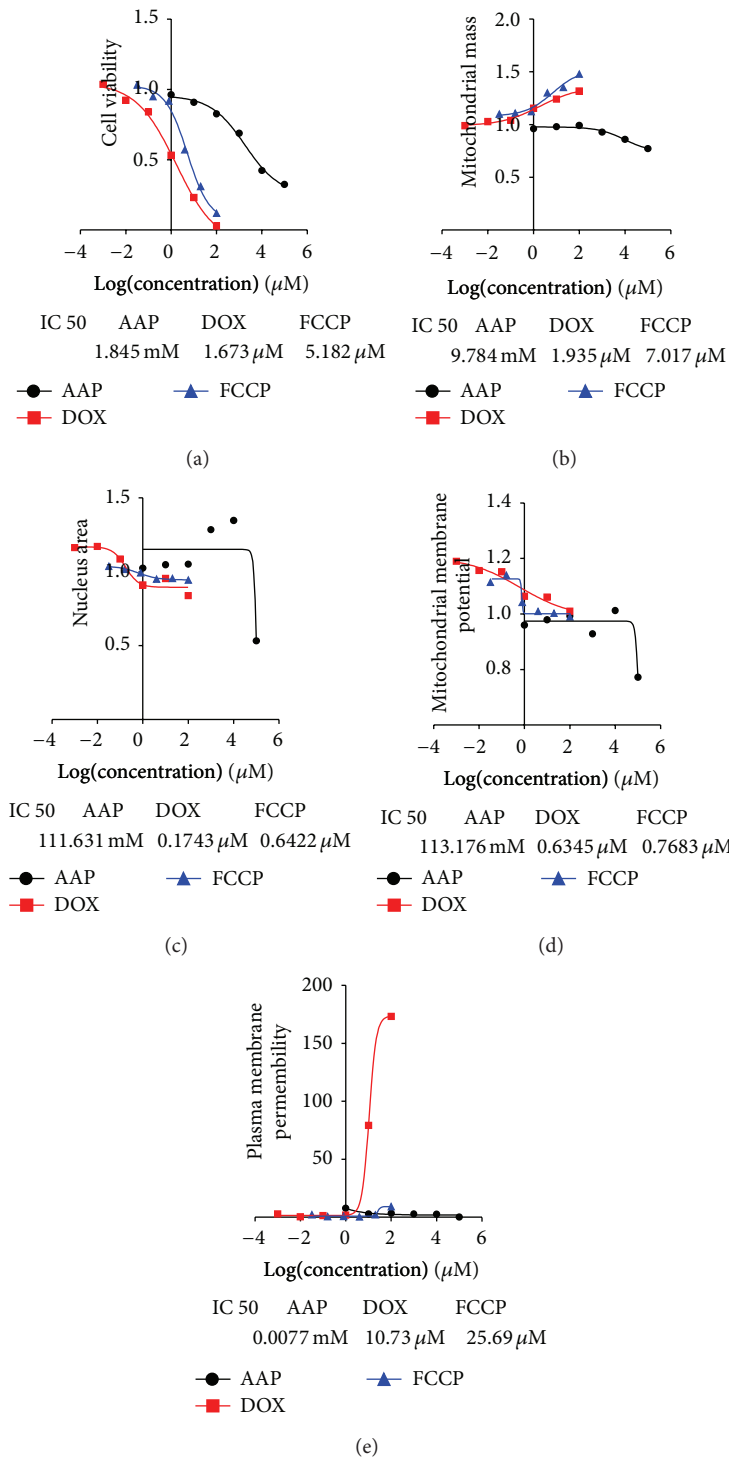 Cell viability
1.5
1.0
0.5
−4 −2 0 2 4 6
Log(concentration) (μM)
IC 50 AAP DOX FCCP
1.845 mM 1.673 μM 5.182 μM
AAP FCCP
DOX
(a)
Mitochondrial mass
2.0
1.5
1.0
0.5
−4 −2 0 2 4 6
Log(concentration) (μM)
IC 50 AAP DOX FCCP
9.784 mM 1.935 μM 7.017 μM
AAP FCCP
DOX
(b)
Nucleus area
1.5
1.0
0.5
−4 −2 0 2 4 6
Log(concentration) (μM)
IC 50 AAP DOX FCCP
111.631 mM 0.1743 μM 0.6422 μM
AAP FCCP
DOX
(c)
Mitochondrial membrane
potential
1.4
1.2
1.0
0.8
−4 −2 0 2 4 6
Log(concentration) (μM)
IC 50 AAP DOX FCCP
113.176 mM 0.6345 μM 0.7683 μM
AAP FCCP
DOX
(d)
Plasma membrane
permembility
200
150
100
50
−4 −2 0 2 4 6
Log(concentration) (μM)
IC 50 AAP DOX FCCP
0.0077 mM 10.73 μM 25.69 μM
AAP FCCP
DOX
(e)